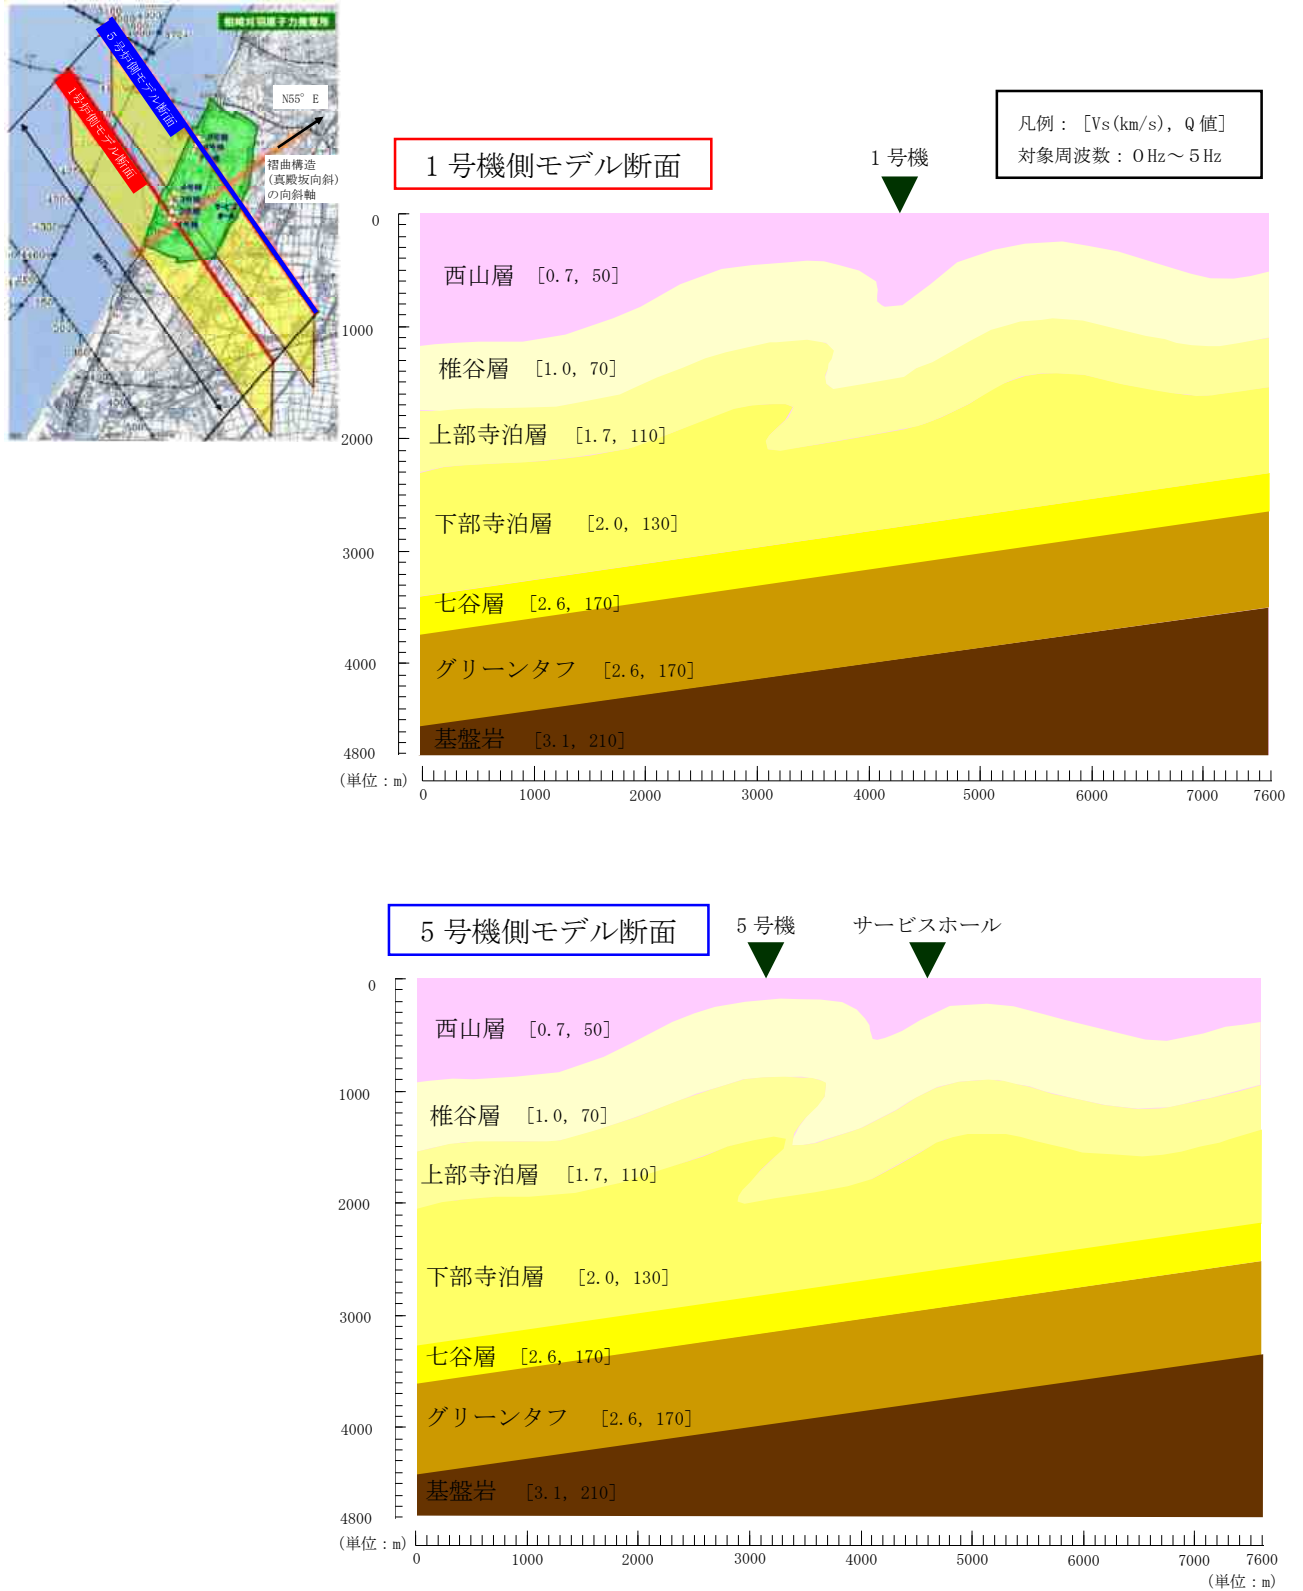 柏崎刈羽原子力発電所
5号炉側モデル断面
1号炉側モデル断面
N55° E
褶曲構造
(真殿坂向斜)
の向斜軸
凡例：[Vs(km/s), Q値]
対象周波数：0Hz～5Hz
1号機側モデル断面
1号機
0
1000
2000
3000
4000
4800
(単位：m)
西山層 [0.7, 50]
椎谷層 [1.0, 70]
上部寺泊層 [1.7, 110]
下部寺泊層 [2.0, 130]
七谷層 [2.6, 170]
グリーンタフ [2.6, 170]
基盤岩 [3.1, 210]
0 1000 2000 3000 4000 5000 6000 7000 7600
5号機側モデル断面
5号機 サービスホール
0
1000
2000
3000
4000
4800
(単位：m)
西山層 [0.7, 50]
椎谷層 [1.0, 70]
上部寺泊層 [1.7, 110]
下部寺泊層 [2.0, 130]
七谷層 [2.6, 170]
グリーンタフ [2.6, 170]
基盤岩 [3.1, 210]
0 1000 2000 3000 4000 5000 6000 7000 7600
(単位：m)